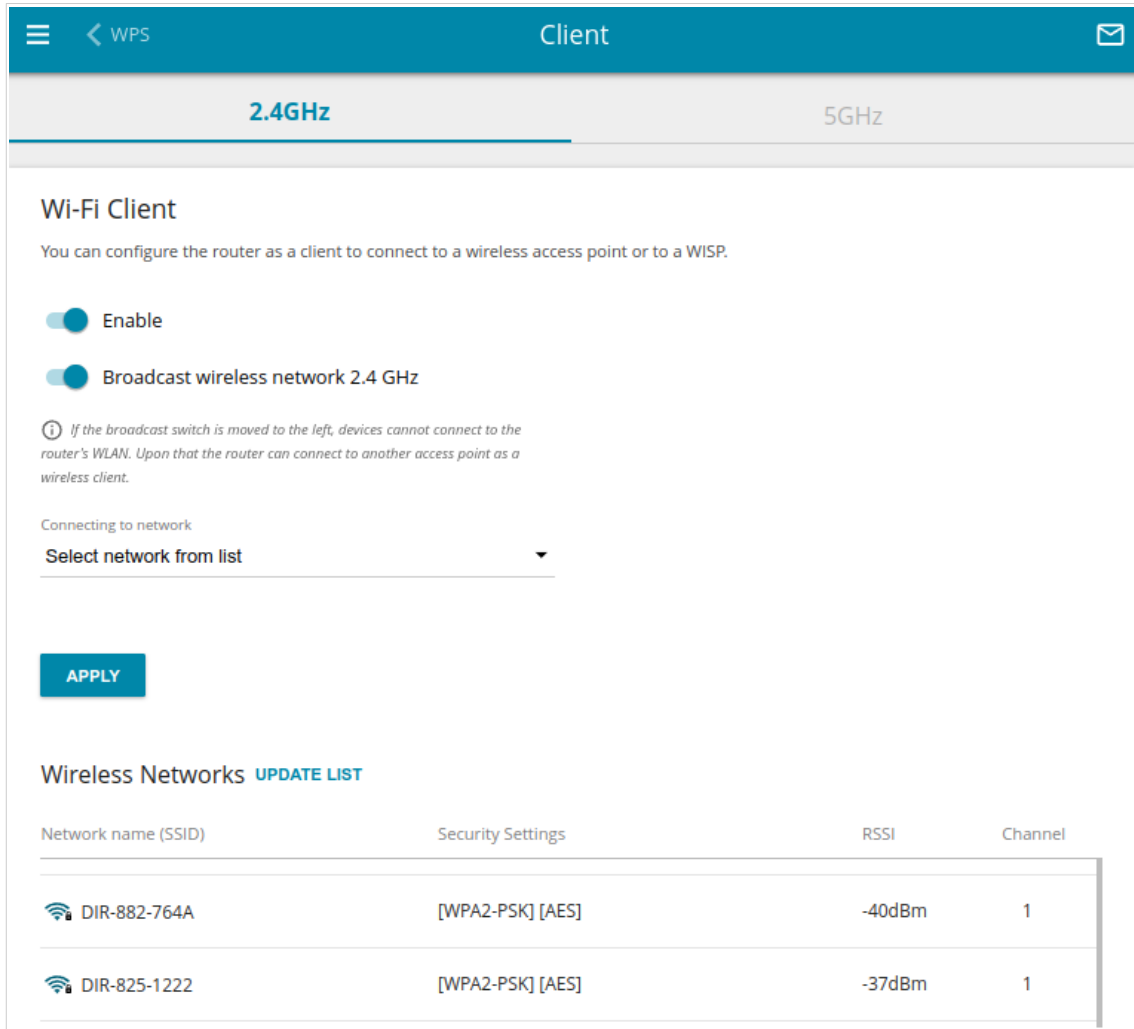 WPS Client
2.4GHz 5GHz
Wi-Fi Client
You can configure the router as a client to connect to a wireless access point or to a WISP.
Enable
Broadcast wireless network 2.4 GHz
If the broadcast switch is moved to the left, devices cannot connect to the
router's WLAN. Upon that the router can connect to another access point as a
wireless client.
Connecting to network
Select network from list
APPLY
Wireless Networks UPDATE LIST
Network name (SSID) Security Settings RSSI Channel
DIR-882-764A [WPA2-PSK] [AES] -40dBm 1
DIR-825-1222 [WPA2-PSK] [AES] -37dBm 1